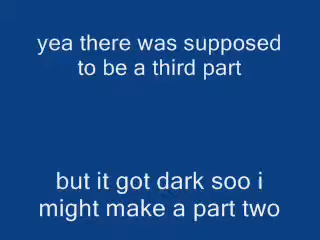 yea there was supposed
to be a third part
but it got dark soo i
might make a part two